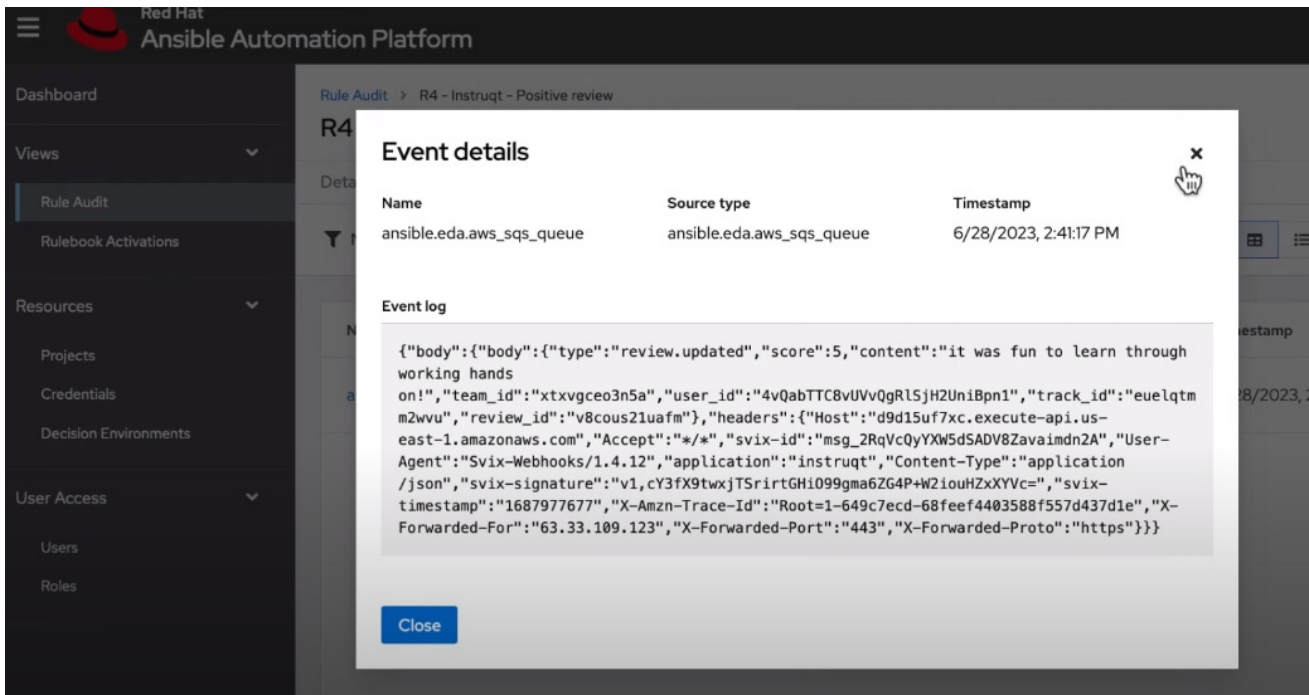 Red Hat
Ansible Automation Platform
Dashboard
Views
Rule Audit
Rulebook Activations
Resources
Projects
Credentials
Decision Environments
User Access
Users
Roles
Rule Audit > R4 - Instruqt - Positive review
R4
Event details
Name
Source type
Timestamp
ansible.eda.aws_sqs_queue
ansible.eda.aws_sqs_queue
6/28/2023, 2:41:17 PM
Event log
{"body":{"body":{"type":"review.updated","score":5,"content":"it was fun to learn through
working hands
on!","team_id":"xtxvgceo3n5a","user_id":"4vQabTTC8vUVvQgRlSjH2UniBpn1","track_id":"euelqtm
m2wvu","review_id":"v8cous21uafm"},"headers":{"Host":"d9d15uf7xc.execute-api.us-
east-1.amazonaws.com","Accept":"*/*","svix-id":"msg_2RqVcQyYXW5dSADV8Zavaimdn2A","User-
Agent":"Svix-Webhooks/1.4.12","application":"instruqt","Content-Type":"application
/json","svix-signature":"v1,cY3fX9twxjTSrirtGHiO99gma6ZG4P+W2iouHZxXYVc=","svix-
timestamp":"1687977677","X-Amzn-Trace-Id":"Root=1-649c7ecd-68feef4403588f557d437d1e","X-
Forwarded-For":"63.33.109.123","X-Forwarded-Port":"443","X-Forwarded-Proto":"https"}}}
Close